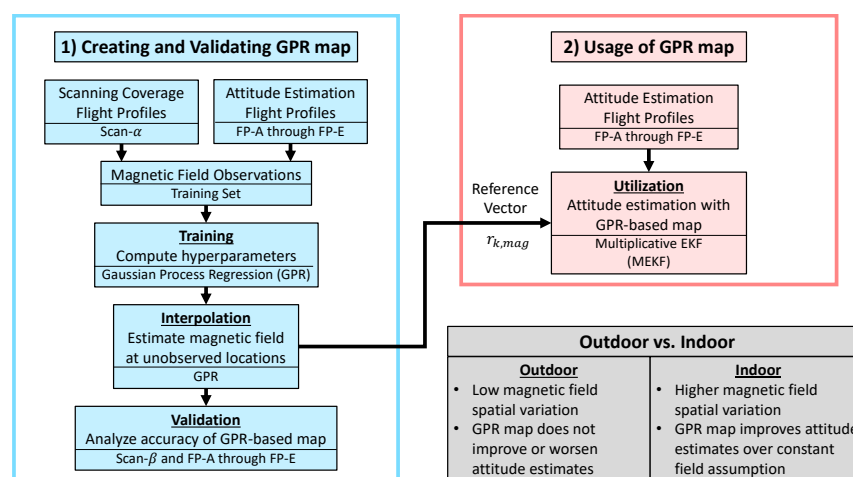 1) Creating and Validating GPR map
Scanning Coverage
Flight Profiles
Scan-α
Attitude Estimation
Flight Profiles
FP-A through FP-E
Magnetic Field Observations
Training Set
Training
Compute hyperparameters
Gaussian Process Regression (GPR)
Interpolation
Estimate magnetic field
at unobserved locations
GPR
Validation
Analyze accuracy of GPR-based map
Scan-β and FP-A through FP-E
Reference
Vector
r_{k,mag}
2) Usage of GPR map
Attitude Estimation
Flight Profiles
FP-A through FP-E
Utilization
Attitude estimation with
GPR-based map
Multiplicative EKF
(MEKF)
Outdoor vs. Indoor
Outdoor
• Low magnetic field
spatial variation
• GPR map does not
improve or worsen
attitude estimates
Indoor
• Higher magnetic field
spatial variation
• GPR map improves attitude
estimates over constant
field assumption